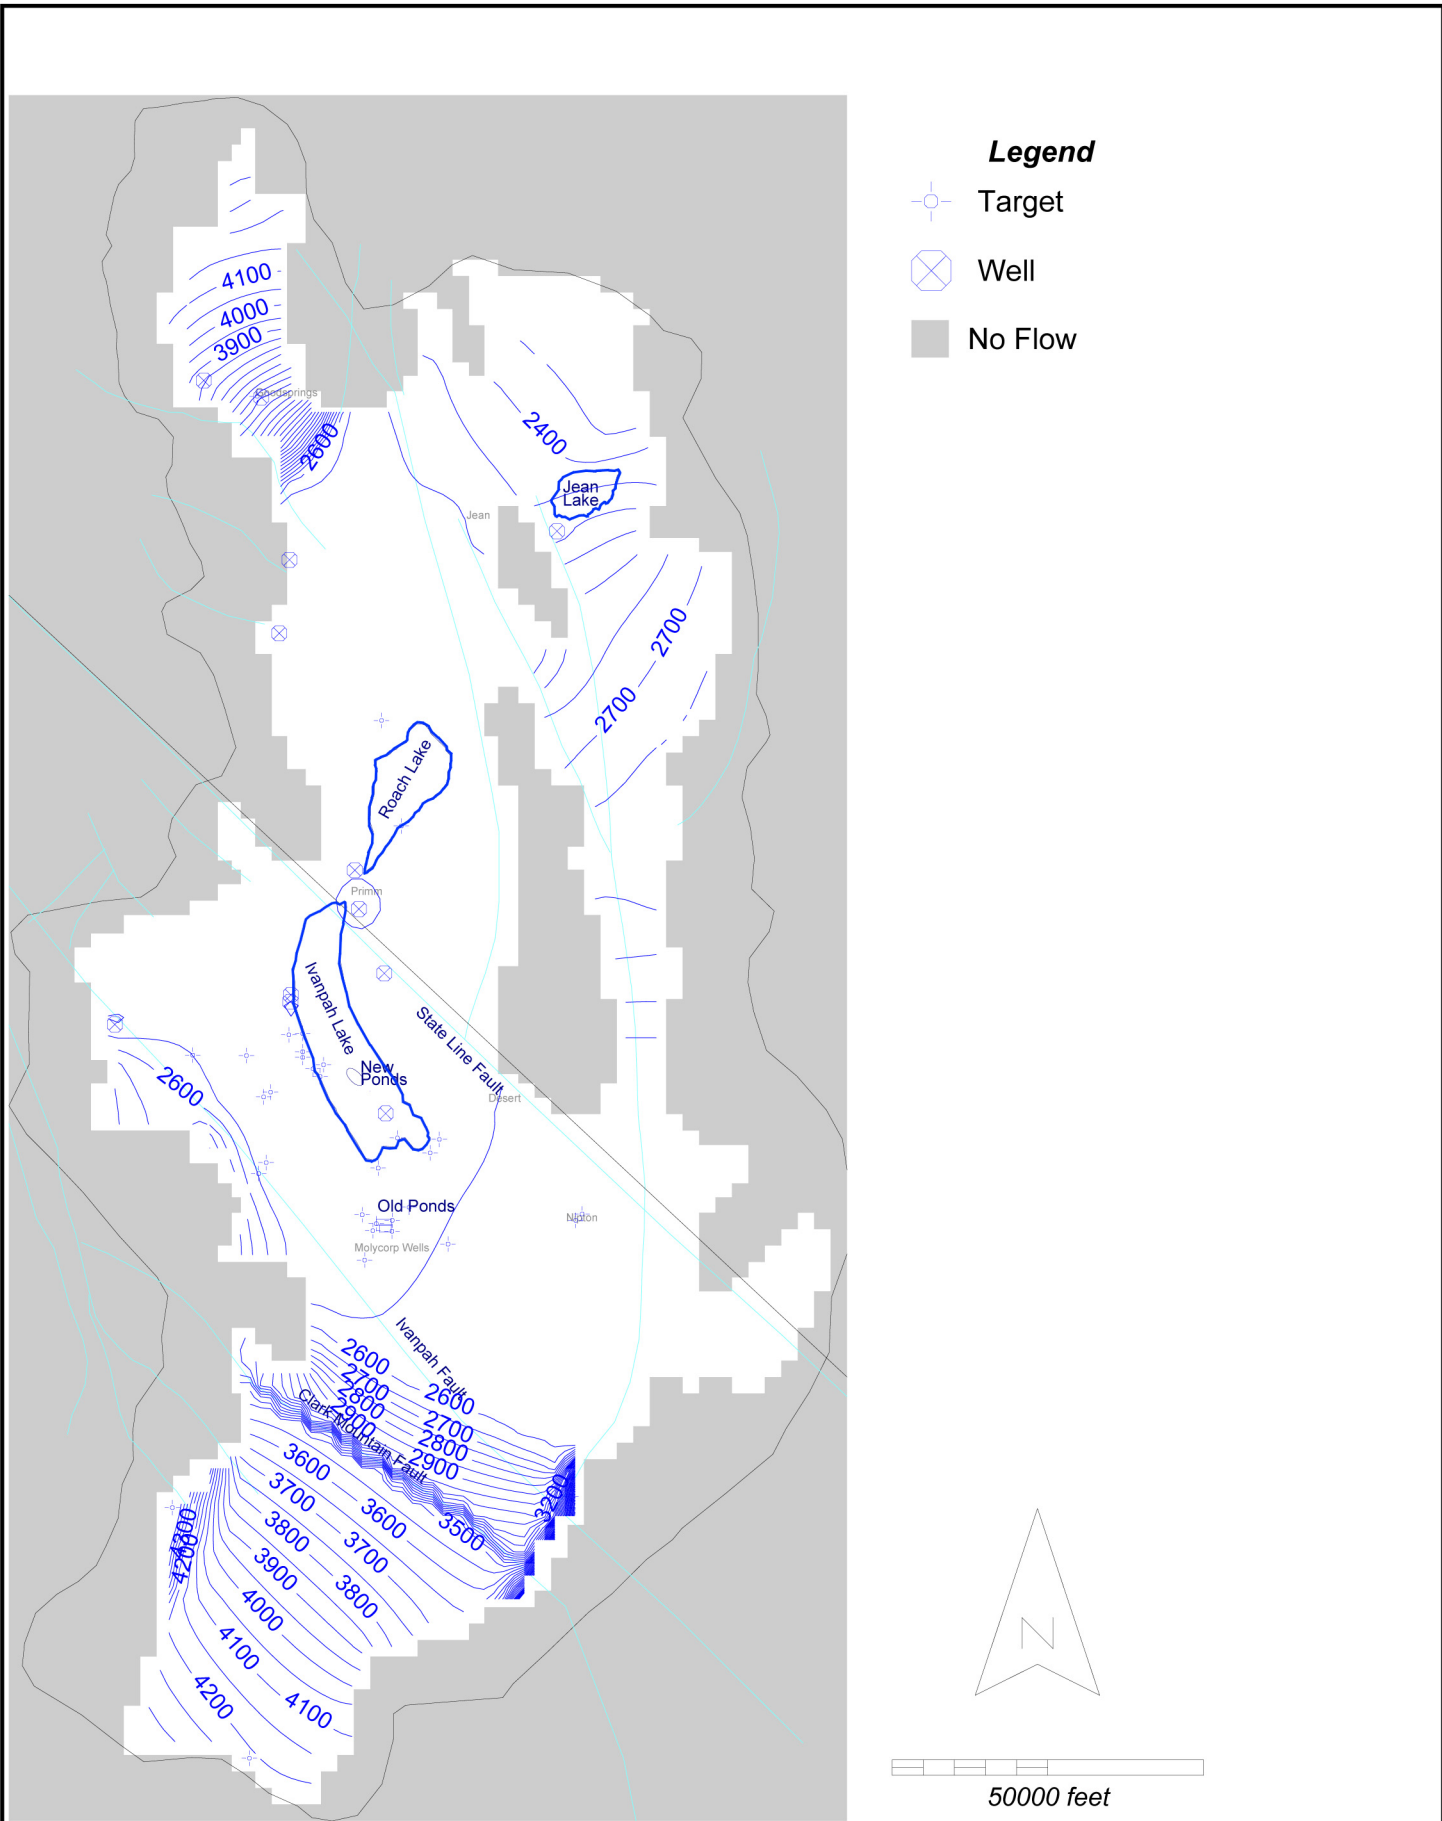 Legend
Target
Well
No Flow
4100
4000
3900
Goodsprings
2600
2400
Jean
Lake
Jean
2700
2700
Roach Lake
Primm
Ivanpah Lake
State Line Fault
New
Ponds
Desert
2600
Old Ponds
Nipton
Molycorp Wells
Ivanpah Fault
2600
2700
2800
2900
2600
2700
2800
2900
Clark Mountain Fault
3200
3600
3700
3800
3900
4000
4100
4200
3600
3700
3800
3500
4100
4300
4200
N
50000 feet